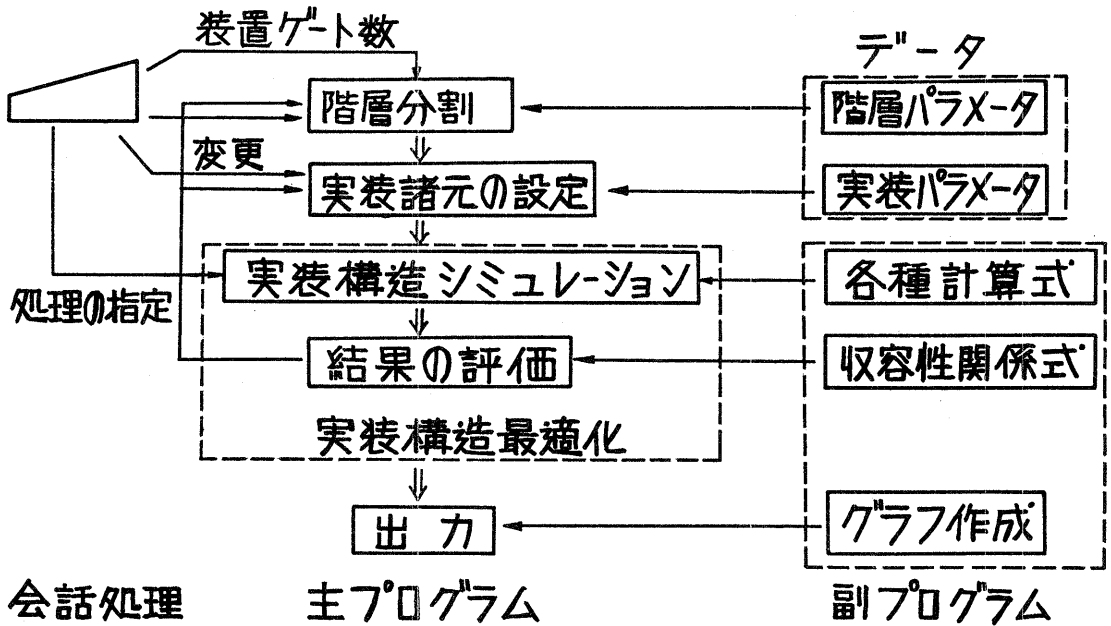 装置ゲート数
データ
階層分割
階層パラメータ
変更
実装諸元の設定
実装パラメータ
実装構造シミュレーション
各種計算式
処理の指定
結果の評価
収容性関係式
実装構造最適化
出力
グラフ作成
会話処理
主プログラム
副プログラム